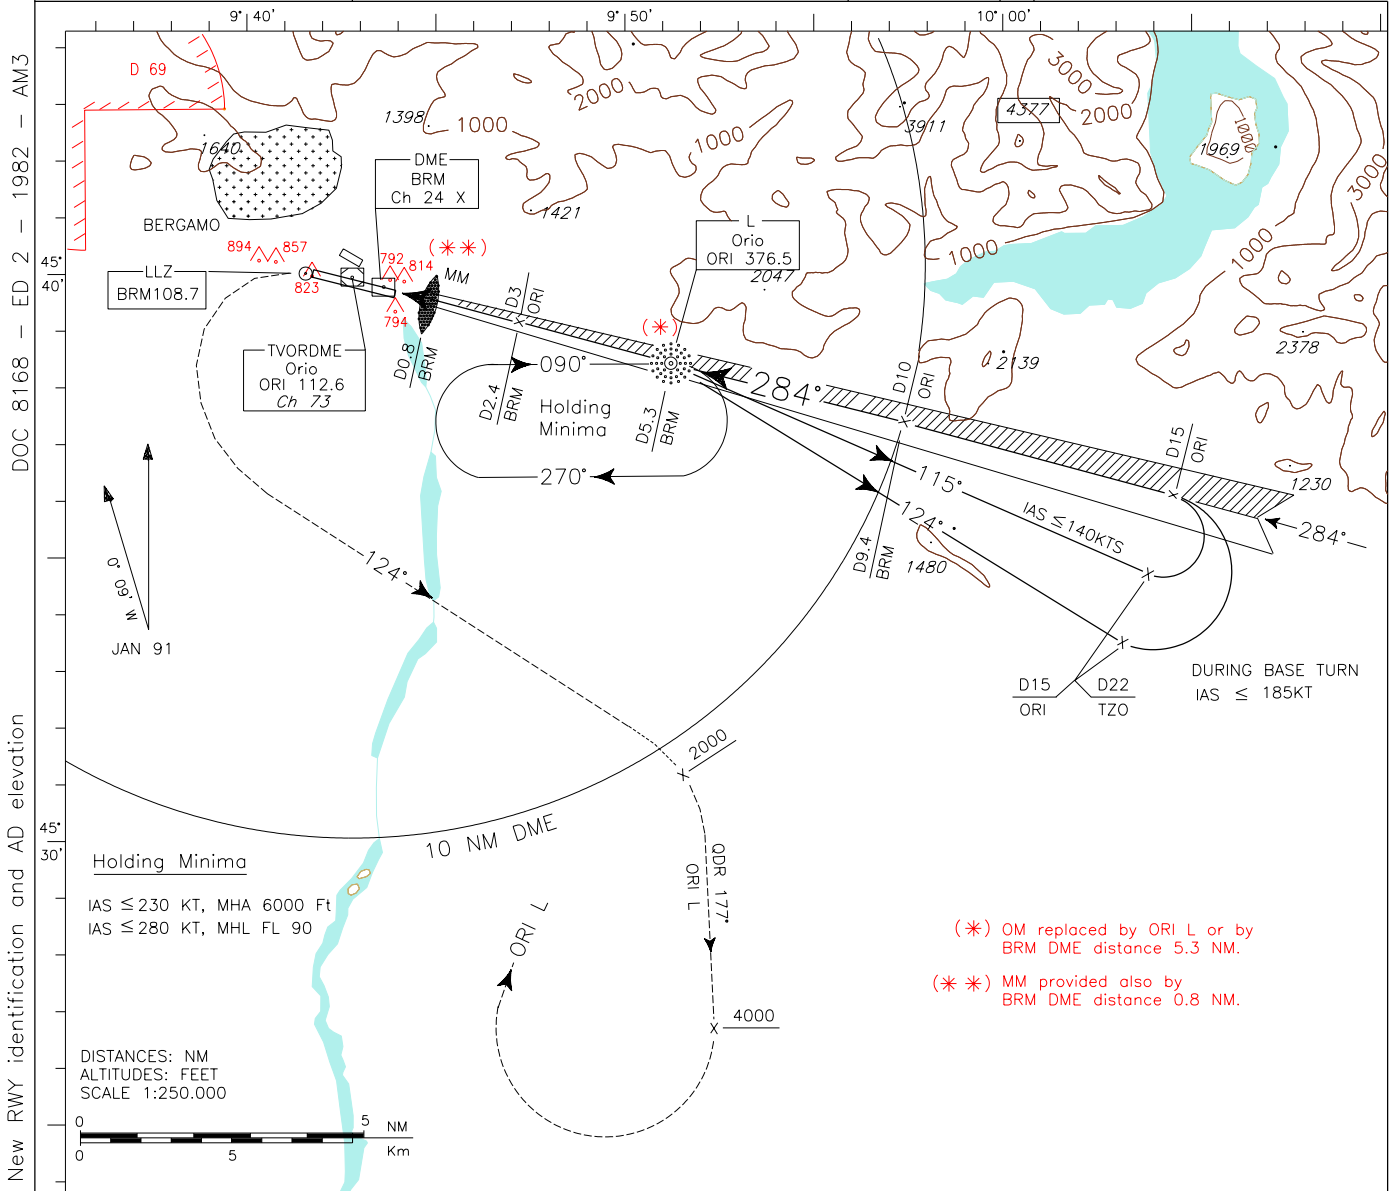 9° 40'
9° 50'
10° 00'
DOC 8168 – ED 2 – 1982 – AM3
New RWY identification and AD elevation
D 69
2000
3000
4377
2000
1398
1000
1000
3911
1000
1969
3000
1640
DME
BRM
Ch 24 X
1421
BERGAMO
L
Orio
ORI 376.5
2047
1000
1000
894
857
792
814
(✳✳)
MM
45°
40'
LLZ
BRM108.7
823
794
D3
ORI
(✳)
2139
2378
TVORDME
Orio
ORI 112.6
Ch 73
D0.8
BRM
090°
284°
D10
ORI
D2.4
BRM
Holding
Minima
D5.3
BRM
D15
ORI
270°
115°
1230
IAS ≤140KTS
284°
124°
D9.4
BRM
1480
0° 09' W
JAN 91
124°
D15
ORI
D22
TZO
DURING BASE TURN
IAS ≤ 185KT
2000
45°
30'
10 NM DME
QDR 177°
ORI L
Holding Minima
IAS ≤230 KT, MHA 6000 Ft
IAS ≤280 KT, MHL FL 90
ORI L
(✳) OM replaced by ORI L or by
BRM DME distance 5.3 NM.
(✳ ✳) MM provided also by
BRM DME distance 0.8 NM.
4000
DISTANCES: NM
ALTITUDES: FEET
SCALE 1:250.000
0 5 NM
0 5 Km